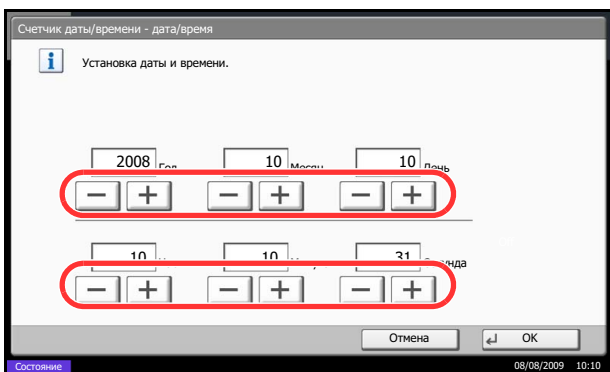 Счетчик даты/времени - дата/время
Установка даты и времени.
2008 Год 10 Месяц 10 День
10 10 31 Секунда
Отмена OK
Состояние 08/08/2009 10:10